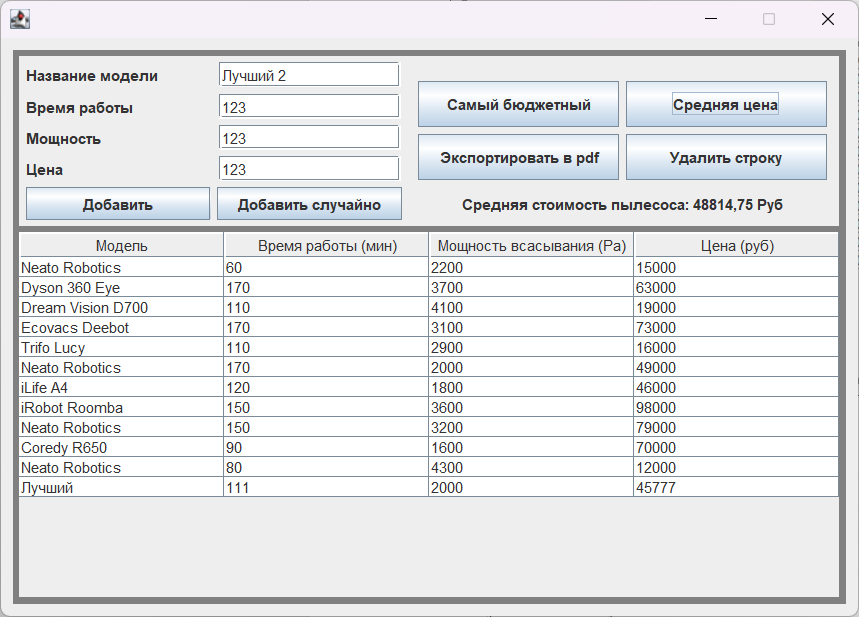 Название модели Лучший 2
Время работы 123
Мощность 123
Цена 123
Добавить Добавить случайно
Самый бюджетный Средняя цена
Экспортировать в pdf Удалить строку
Средняя стоимость пылесоса: 48814,75 Руб
Модель Время работы (мин) Мощность всасывания (Pa) Цена (руб)
Neato Robotics 60 2200 15000
Dyson 360 Eye 170 3700 63000
Dream Vision D700 110 4100 19000
Ecovacs Deebot 170 3100 73000
Trifo Lucy 110 2900 16000
Neato Robotics 170 2000 49000
iLife A4 120 1800 46000
iRobot Roomba 150 3600 98000
Neato Robotics 150 3200 79000
Coredy R650 90 1600 70000
Neato Robotics 80 4300 12000
Лучший 111 2000 45777